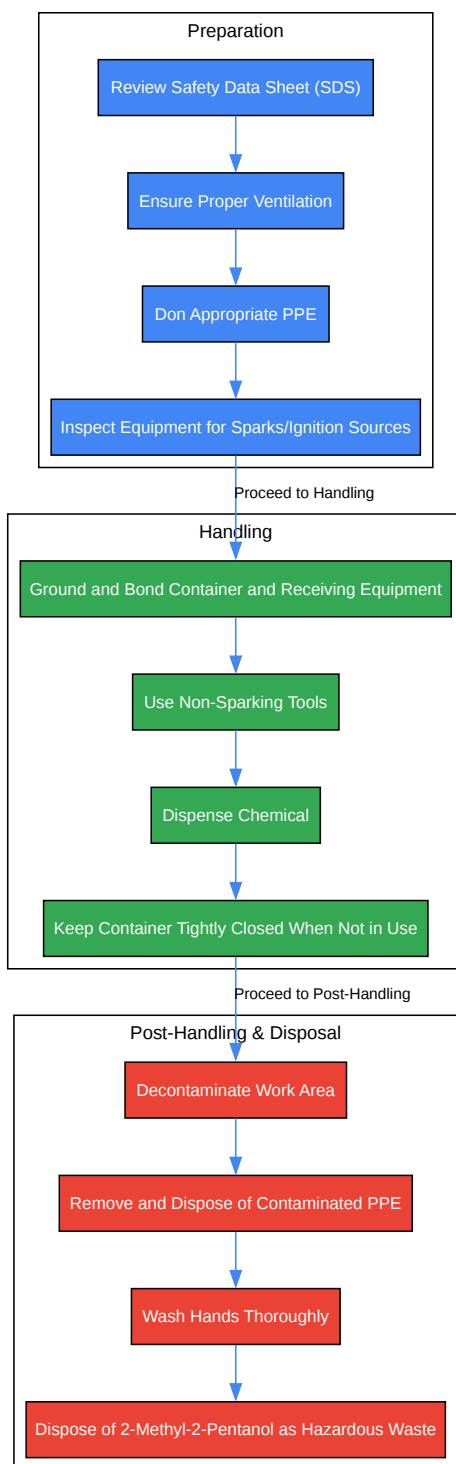 Preparation
Review Safety Data Sheet (SDS)
Ensure Proper Ventilation
Don Appropriate PPE
Inspect Equipment for Sparks/Ignition Sources
Proceed to Handling
Handling
Ground and Bond Container and Receiving Equipment
Use Non-Sparking Tools
Dispense Chemical
Keep Container Tightly Closed When Not in Use
Proceed to Post-Handling
Post-Handling & Disposal
Decontaminate Work Area
Remove and Dispose of Contaminated PPE
Wash Hands Thoroughly
Dispose of 2-Methyl-2-Pentanol as Hazardous Waste